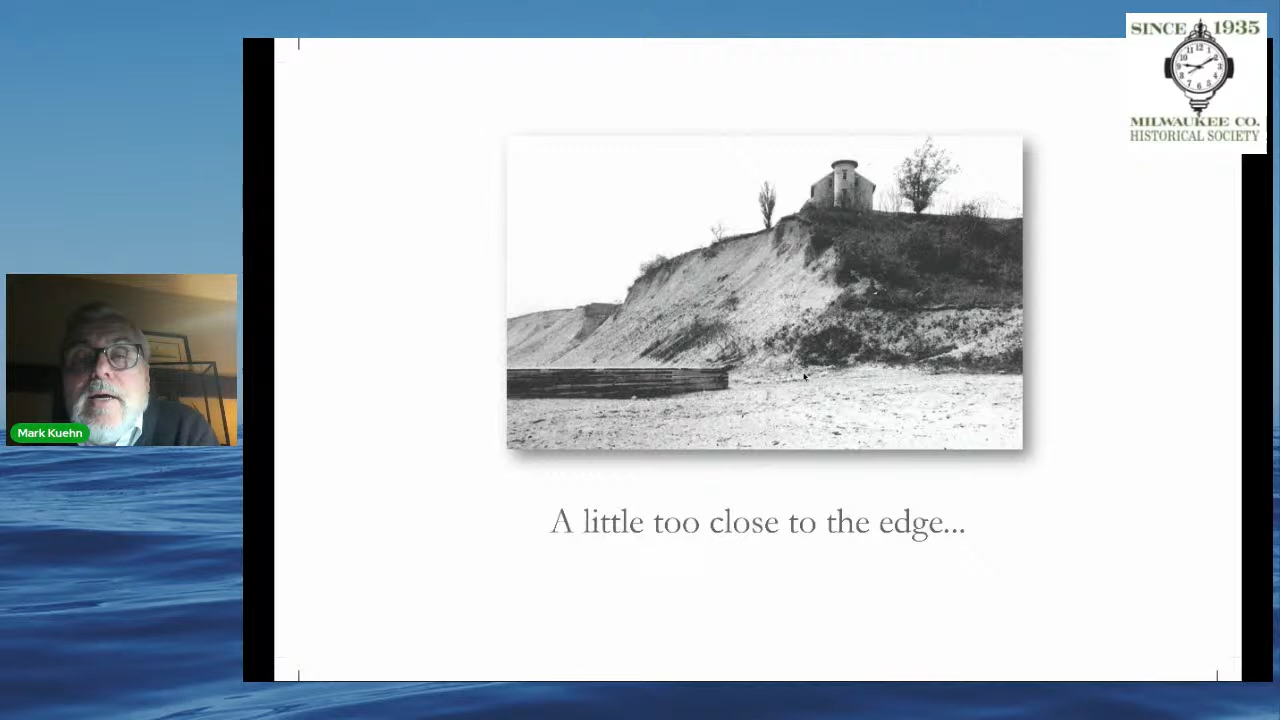 SINCE 1935
MILWAUKEE CO.
HISTORICAL SOCIETY
Mark Kuehn
A little too close to the edge...